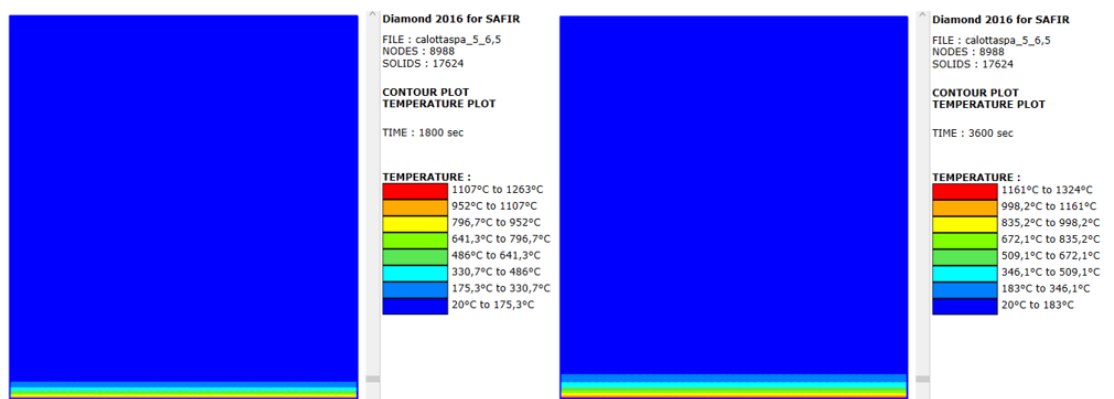 Diamond 2016 for SAFIR
FILE : calottaspa_5_6,5
NODES : 8988
SOLIDS : 17624
CONTOUR PLOT
TEMPERATURE PLOT
TIME : 1800 sec
TEMPERATURE :
1107°C to 1263°C
952°C to 1107°C
796,7°C to 952°C
641,3°C to 796,7°C
486°C to 641,3°C
330,7°C to 486°C
175,3°C to 330,7°C
20°C to 175,3°C
Diamond 2016 for SAFIR
FILE : calottaspa_5_6,5
NODES : 8988
SOLIDS : 17624
CONTOUR PLOT
TEMPERATURE PLOT
TIME : 3600 sec
TEMPERATURE :
1161°C to 1324°C
998,2°C to 1161°C
835,2°C to 998,2°C
672,1°C to 835,2°C
509,1°C to 672,1°C
346,1°C to 509,1°C
183°C to 346,1°C
20°C to 183°C